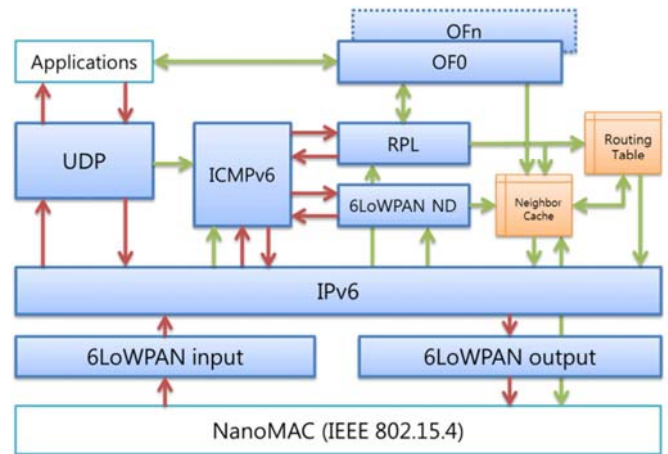 OFn
Applications
OF0
UDP
ICMPv6
RPL
Routing
Table
6LoWPAN ND
Neighbor
Cache
IPv6
6LoWPAN input
6LoWPAN output
NanoMAC (IEEE 802.15.4)